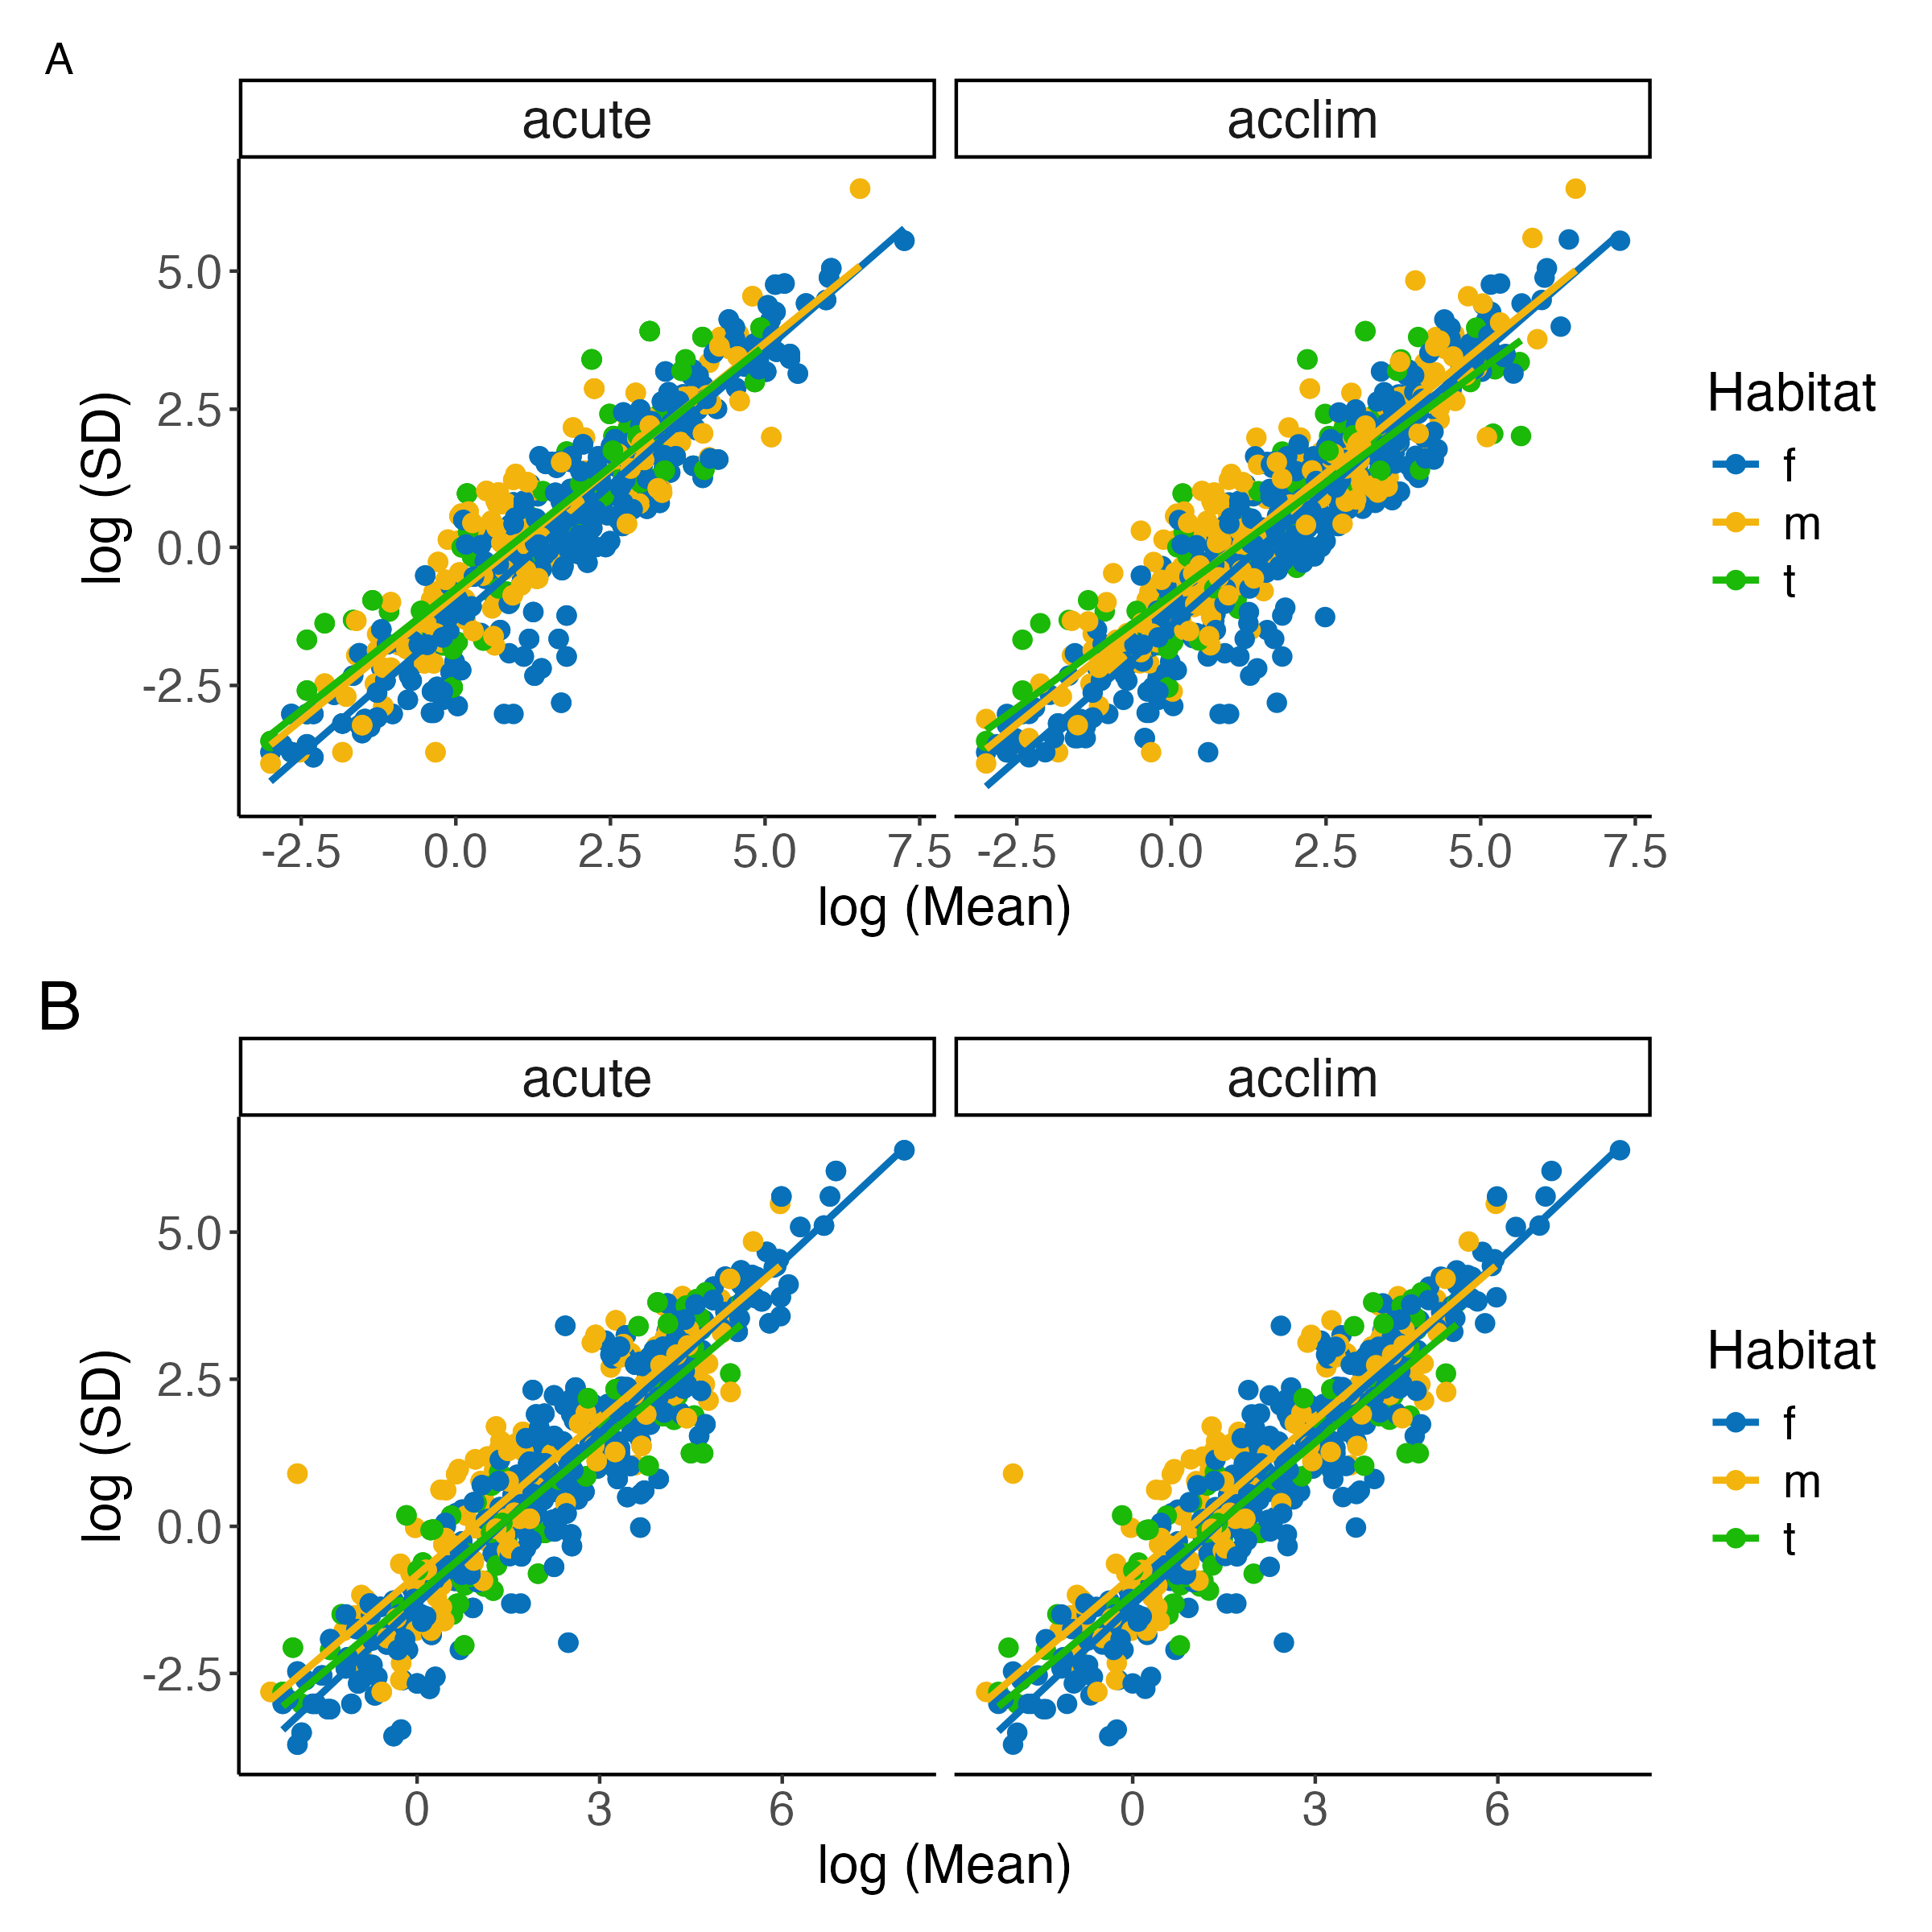 A
acute acclim
5.0
2.5
0.0
-2.5
log (SD)
-2.5 0.0 2.5 5.0 7.5 -2.5 0.0 2.5 5.0 7.5
log (Mean)
Habitat
f
m
t
B
acute acclim
5.0
2.5
0.0
-2.5
log (SD)
0 3 6 0 3 6
log (Mean)
Habitat
f
m
t